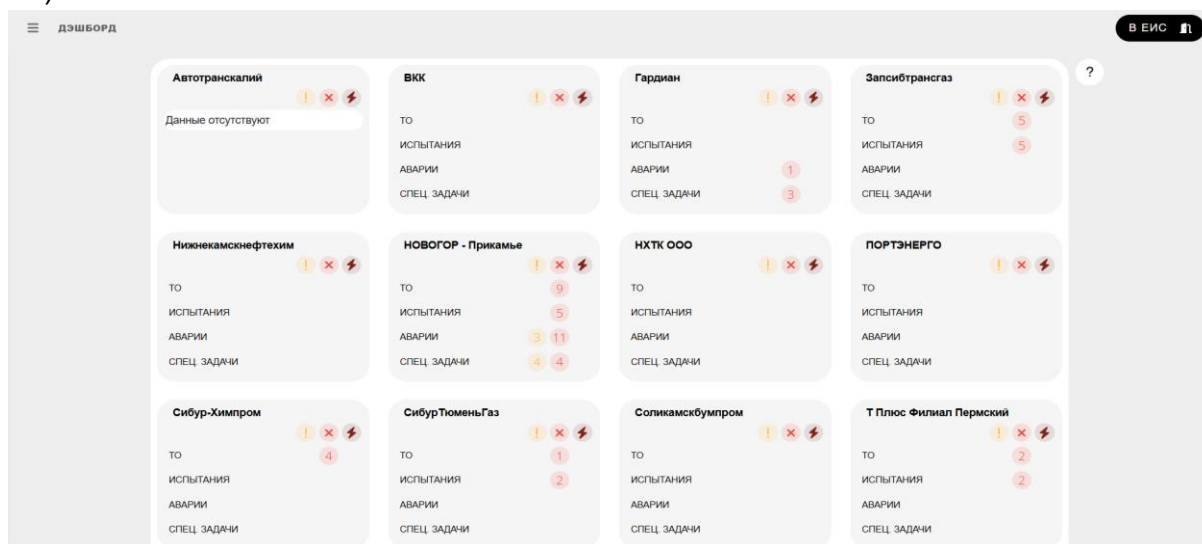 ДЭШБОРД
В ЕИС
?
Автотранскалий
! ×
Данные отсутствуют
ВКК
! ×
ТО
ИСПЫТАНИЯ
АВАРИИ
СПЕЦ. ЗАДАЧИ
Гардиан
! ×
ТО
ИСПЫТАНИЯ
АВАРИИ 1
СПЕЦ. ЗАДАЧИ 3
Запсибтрансгаз
! ×
ТО 5
ИСПЫТАНИЯ 5
АВАРИИ
СПЕЦ. ЗАДАЧИ
Нижнекамскнефтехим
! ×
ТО
ИСПЫТАНИЯ
АВАРИИ
СПЕЦ. ЗАДАЧИ
НОВОГОР - Прикамье
! ×
ТО 9
ИСПЫТАНИЯ 5
АВАРИИ 3 11
СПЕЦ. ЗАДАЧИ 4 4
НХТК ООО
! ×
ТО
ИСПЫТАНИЯ
АВАРИИ
СПЕЦ. ЗАДАЧИ
ПОРТЭНЕРГО
! ×
ТО
ИСПЫТАНИЯ
АВАРИИ
СПЕЦ. ЗАДАЧИ
Сибур-Химпром
! ×
ТО 4
ИСПЫТАНИЯ
АВАРИИ
СПЕЦ. ЗАДАЧИ
СибурТюменьГаз
! ×
ТО 1
ИСПЫТАНИЯ 2
АВАРИИ
СПЕЦ. ЗАДАЧИ
Соликамскбумпром
! ×
ТО
ИСПЫТАНИЯ
АВАРИИ
СПЕЦ. ЗАДАЧИ
Т Плюс Филиал Пермский
! ×
ТО 2
ИСПЫТАНИЯ 2
АВАРИИ
СПЕЦ. ЗАДАЧИ